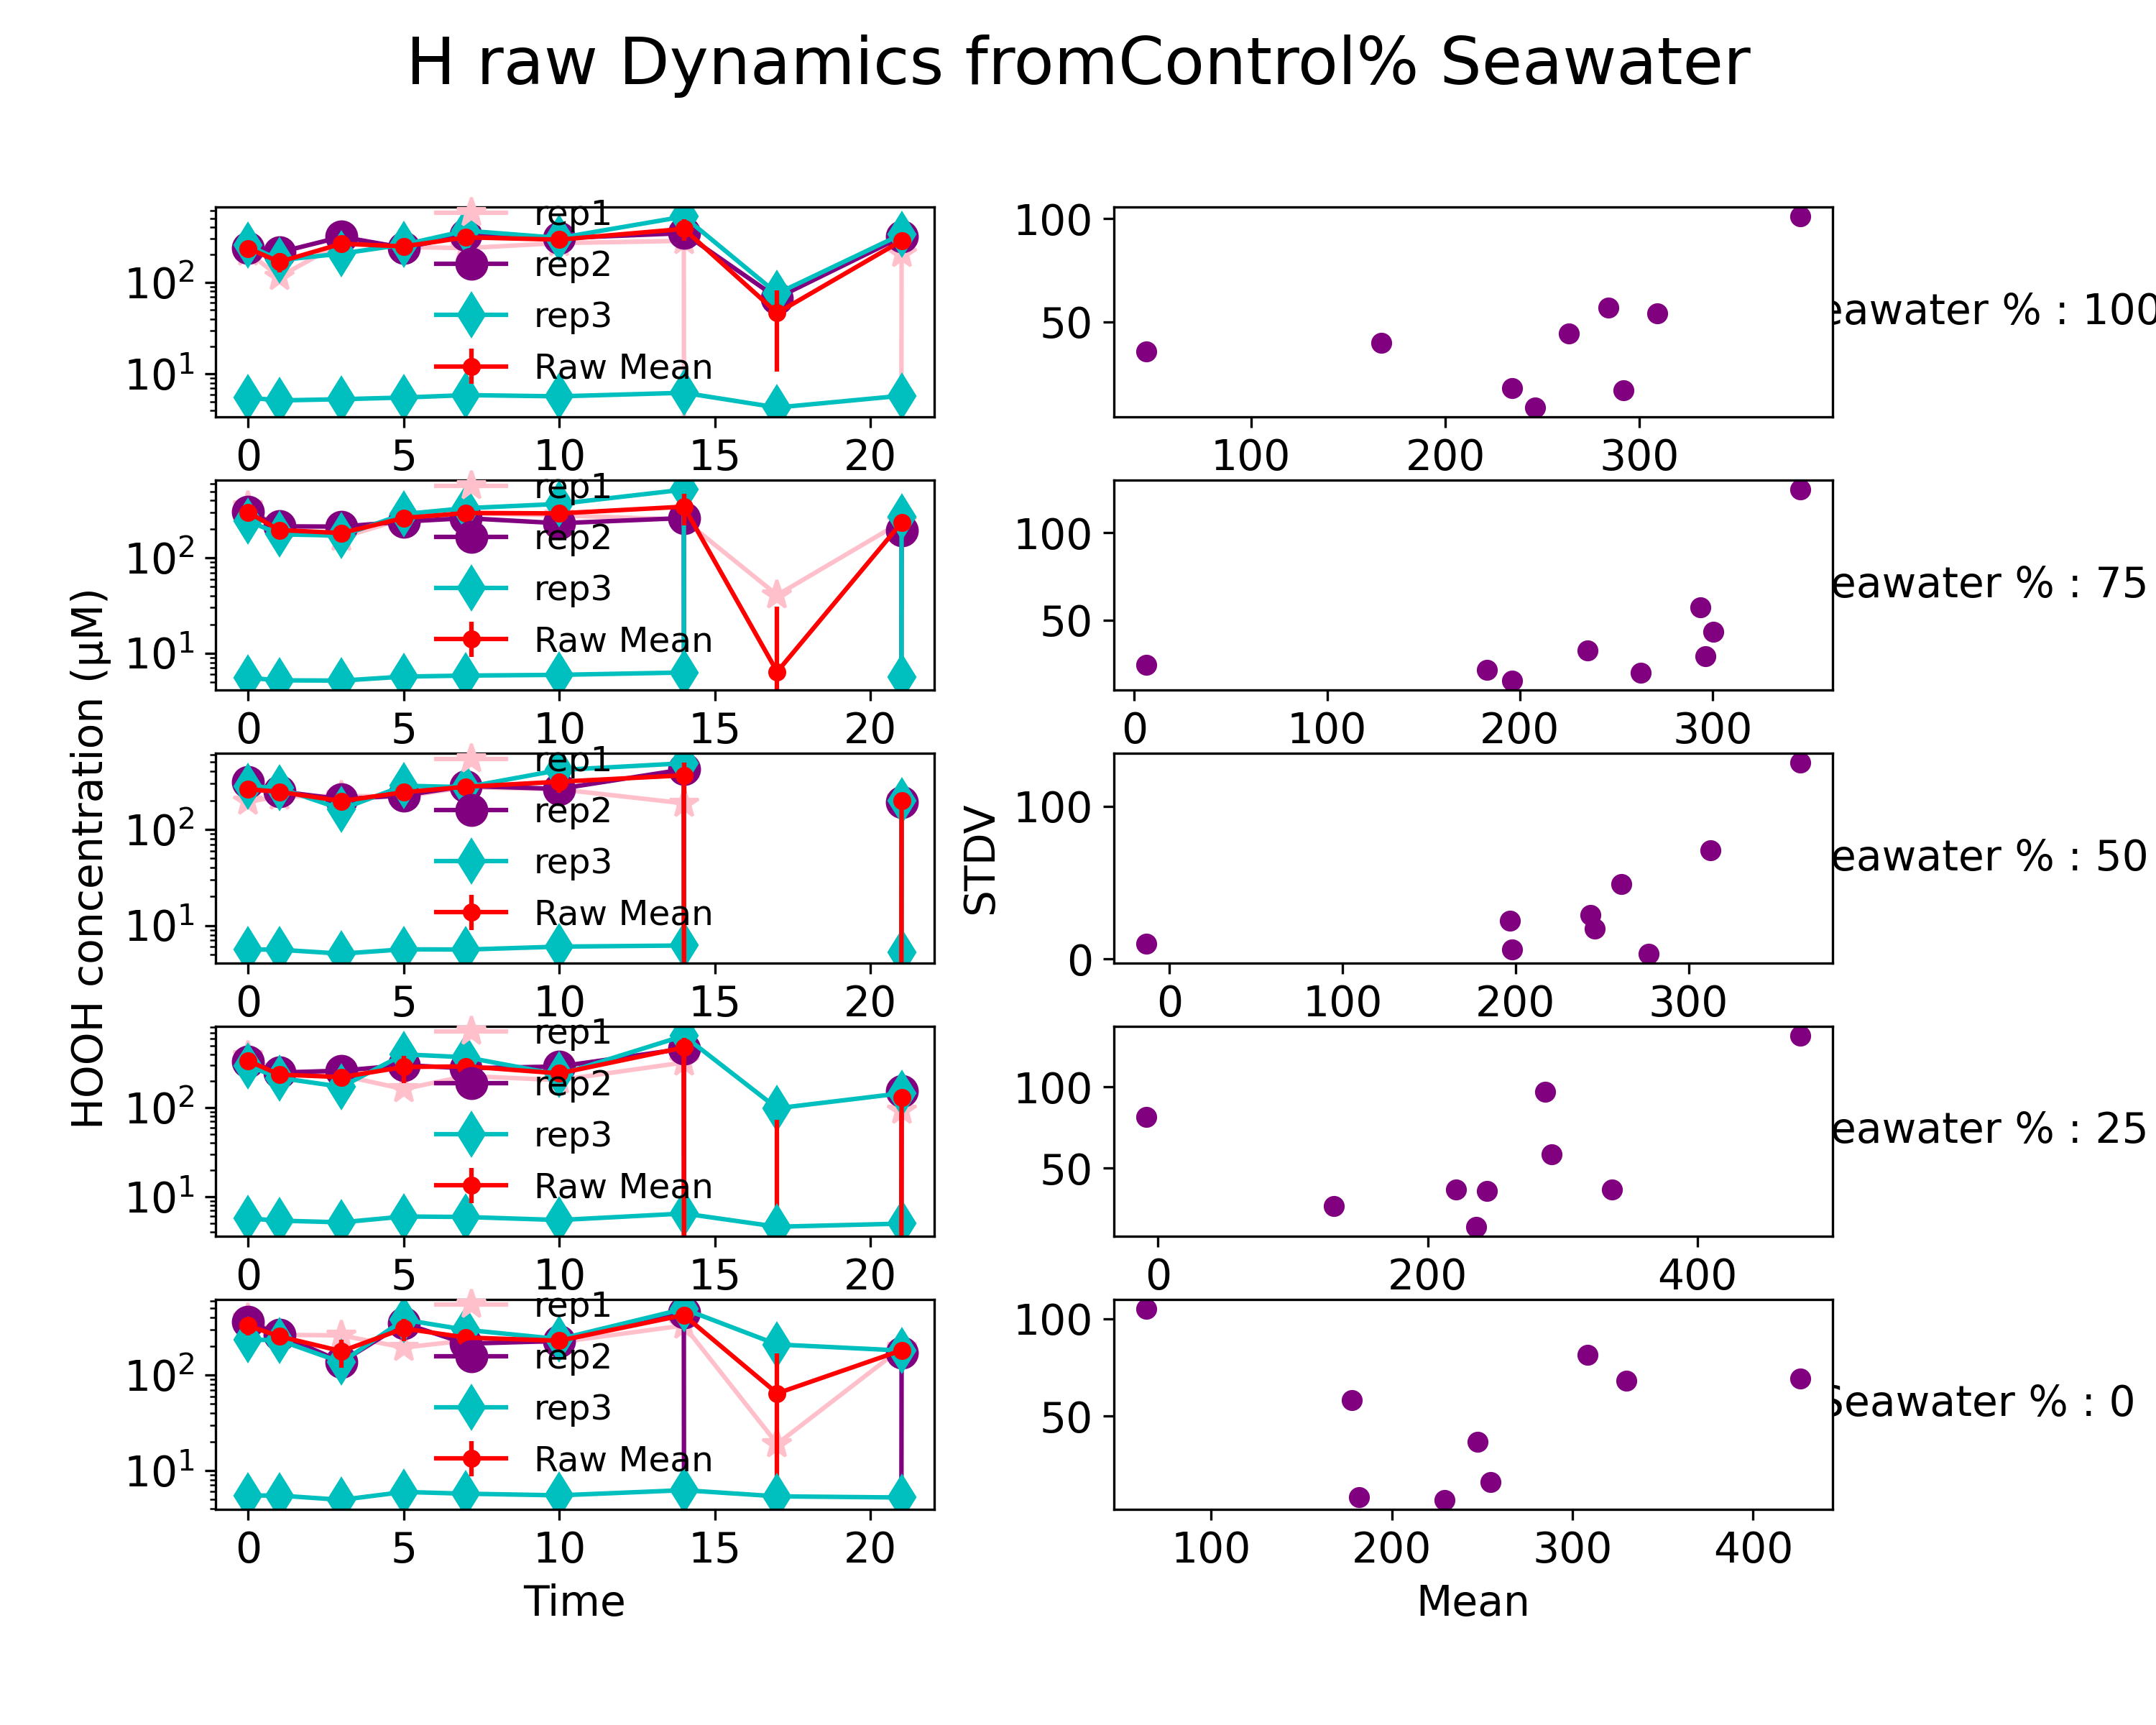 H raw Dynamics fromControl% Seawater
HOOH concentration (μM)
10² 10¹
0 5 10 15 20
rep1
rep2
rep3
Raw Mean
100
50
100 200 300
eawater % : 100
10² 10¹
0 5 10 15 20
rep1
rep2
rep3
Raw Mean
100
50
0 100 200 300
eawater % : 75
10² 10¹
0 5 10 15 20
rep1
rep2
rep3
Raw Mean
STDV
100
0
0 100 200 300
eawater % : 50
10² 10¹
0 5 10 15 20
rep1
rep2
rep3
Raw Mean
100
50
0 200 400
eawater % : 25
10² 10¹
0 5 10 15 20
rep1
rep2
rep3
Raw Mean
Time
100
50
100 200 300 400
Seawater % : 0
Mean